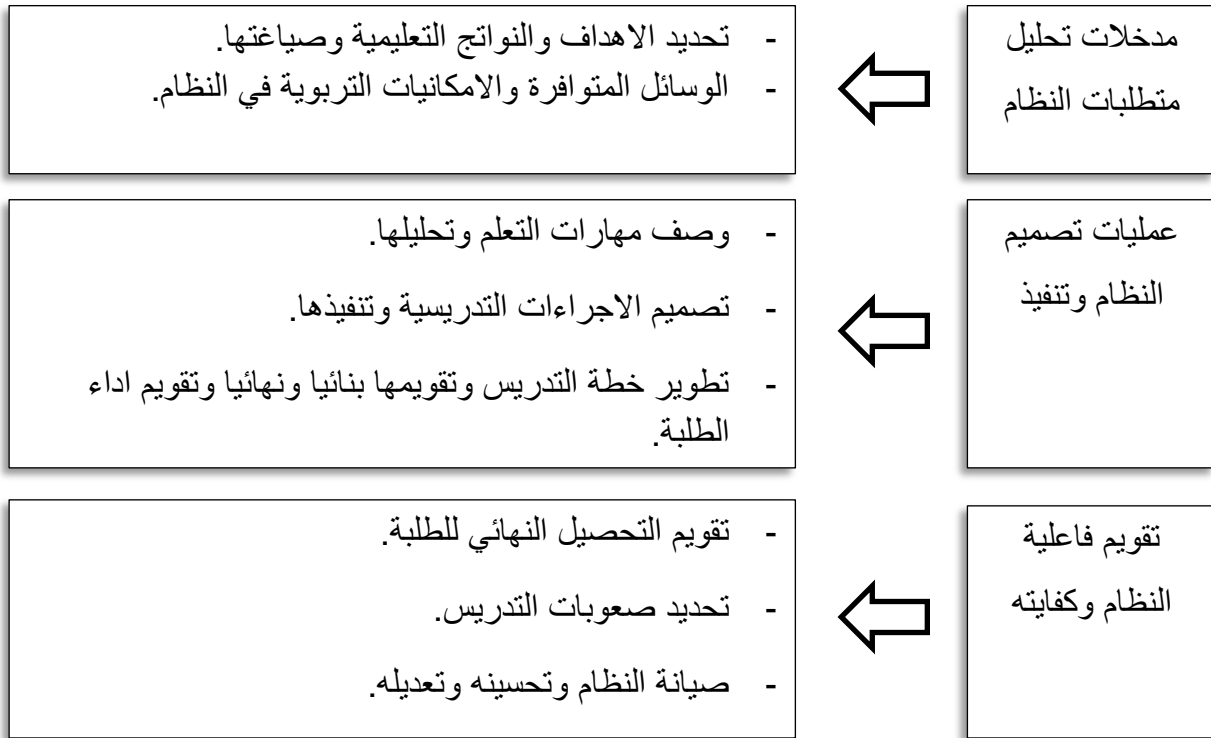 مدخلات تحليل
متطلبات النظام
- تحديد الاهداف والنواتج التعليمية وصياغتها.
- الوسائل المتوافرة والامكانيات التربوية في النظام.
عمليات تصميم
النظام وتنفيذ
- وصف مهارات التعلم وتحليلها.
- تصميم الاجراءات التدريسية وتنفيذها.
- تطوير خطة التدريس وتقويمها بنائيا ونهائيا وتقويم اداء
الطلبة.
تقويم فاعلية
النظام وكفايته
- تقويم التحصيل النهائي للطلبة.
- تحديد صعوبات التدريس.
- صيانة النظام وتحسينه وتعديله.